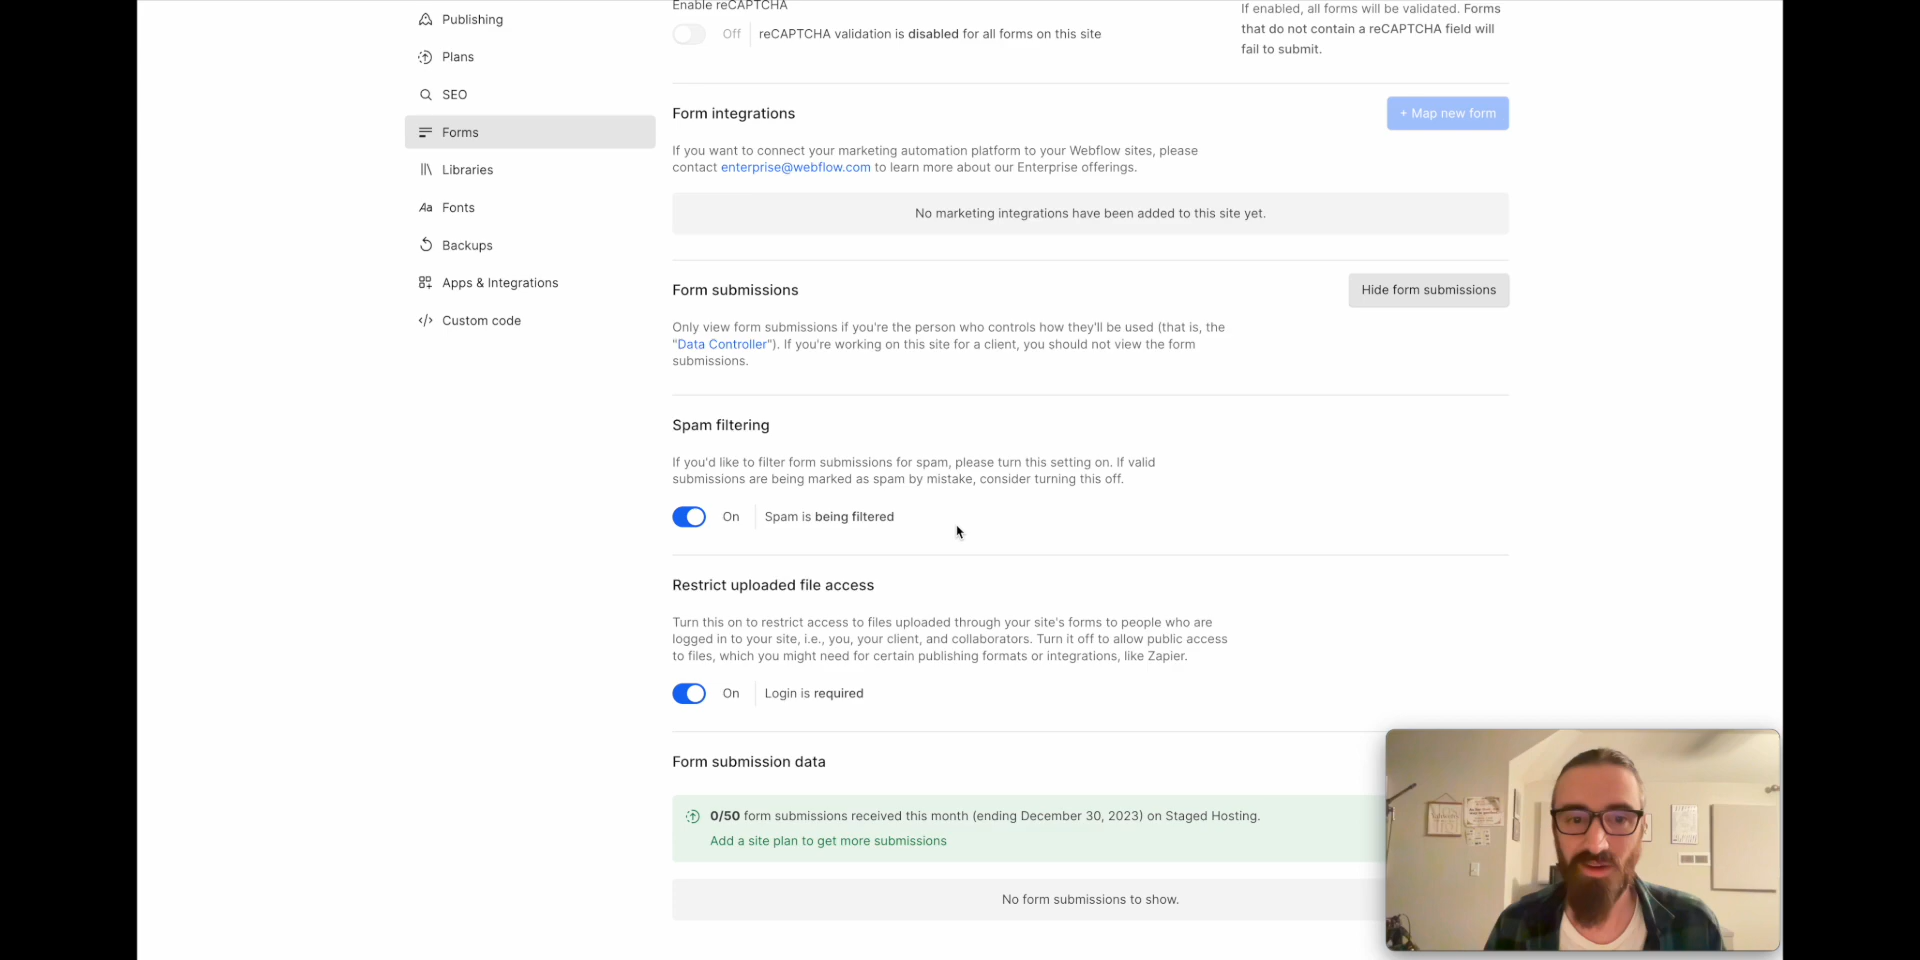 Publishing
Plans
SEO
Forms
Libraries
Aa Fonts
Backups
Apps & Integrations
</> Custom code
Enable reCAPTCHA
Off
reCAPTCHA validation is disabled for all forms on this site
If enabled, all forms will be validated. Forms
that do not contain a reCAPTCHA field will
fail to submit.
Form integrations
+ Map new form
If you want to connect your marketing automation platform to your Webflow sites, please
contact enterprise@webflow.com to learn more about our Enterprise offerings.
No marketing integrations have been added to this site yet.
Form submissions
Hide form submissions
Only view form submissions if you're the person who controls how they'll be used (that is, the
"Data Controller"). If you're working on this site for a client, you should not view the form
submissions.
Spam filtering
If you'd like to filter form submissions for spam, please turn this setting on. If valid
submissions are being marked as spam by mistake, consider turning this off.
On
Spam is being filtered
Restrict uploaded file access
Turn this on to restrict access to files uploaded through your site's forms to people who are
logged in to your site, i.e., you, your client, and collaborators. Turn it off to allow public access
to files, which you might need for certain publishing formats or integrations, like Zapier.
On
Login is required
Form submission data
0/50 form submissions received this month (ending December 30, 2023) on Staged Hosting.
Add a site plan to get more submissions
No form submissions to show.